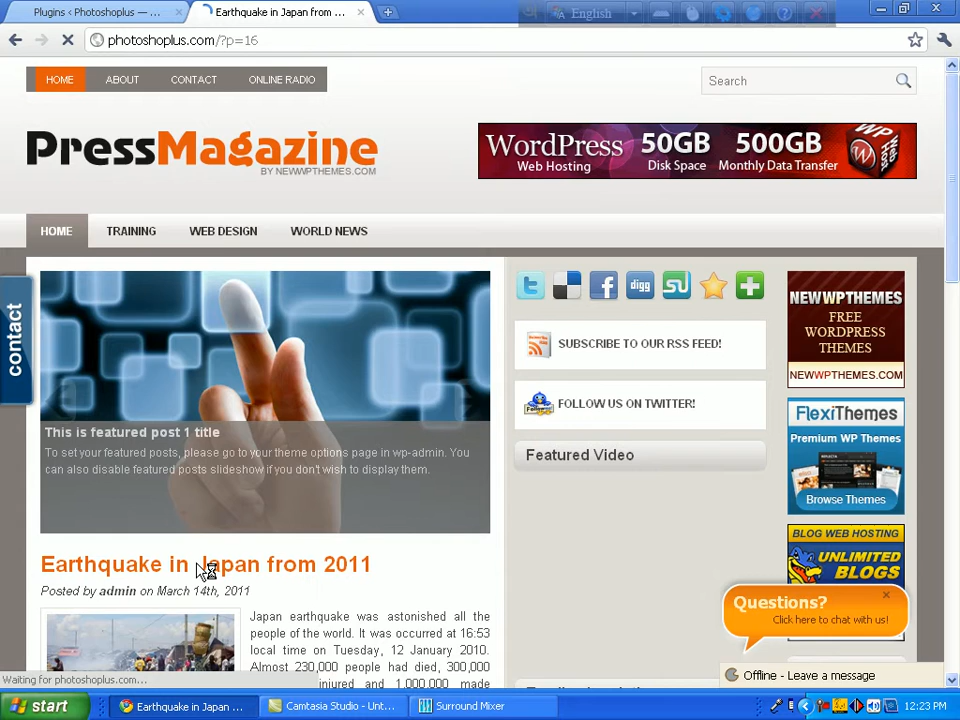 Plugins ‹ Photoshoplus — ...
Earthquake in Japan from ...
English
photoshoplus.com/?p=16
HOME
ABOUT
CONTACT
ONLINE RADIO
Search
PressMagazine
BY NEWWPTHEMES.COM
WordPress
Web Hosting
50GB
Disk Space
500GB
Monthly Data Transfer
WP Web Host
HOME
TRAINING
WEB DESIGN
WORLD NEWS
contact
This is featured post 1 title
To set your featured posts, please go to your theme options page in wp-admin. You
can also disable featured posts slideshow if you don't wish to display them.
digg
SUBSCRIBE TO OUR RSS FEED!
FOLLOW US ON TWITTER!
Featured Video
NEWWPTHEMES
FREE
WORDPRESS
THEMES
NEWWPTHEMES.COM
FlexiThemes
Premium WP Themes
Browse Themes
BLOG WEB HOSTING
UNLIMITED
BLOGS
Earthquake in Japan from 2011
Posted by admin on March 14th, 2011
Japan earthquake was astonished all the
people of the world. It was occurred at 16:53
local time on Tuesday, 12 January 2010.
Almost 230,000 people had died, 300,000
injured and 1,000,000 made
Questions?
Click here to chat with us!
Offline - Leave a message
Waiting for photoshoplus.com...
start
Earthquake in Japan ...
Camtasia Studio - Unt...
Surround Mixer
12:23 PM